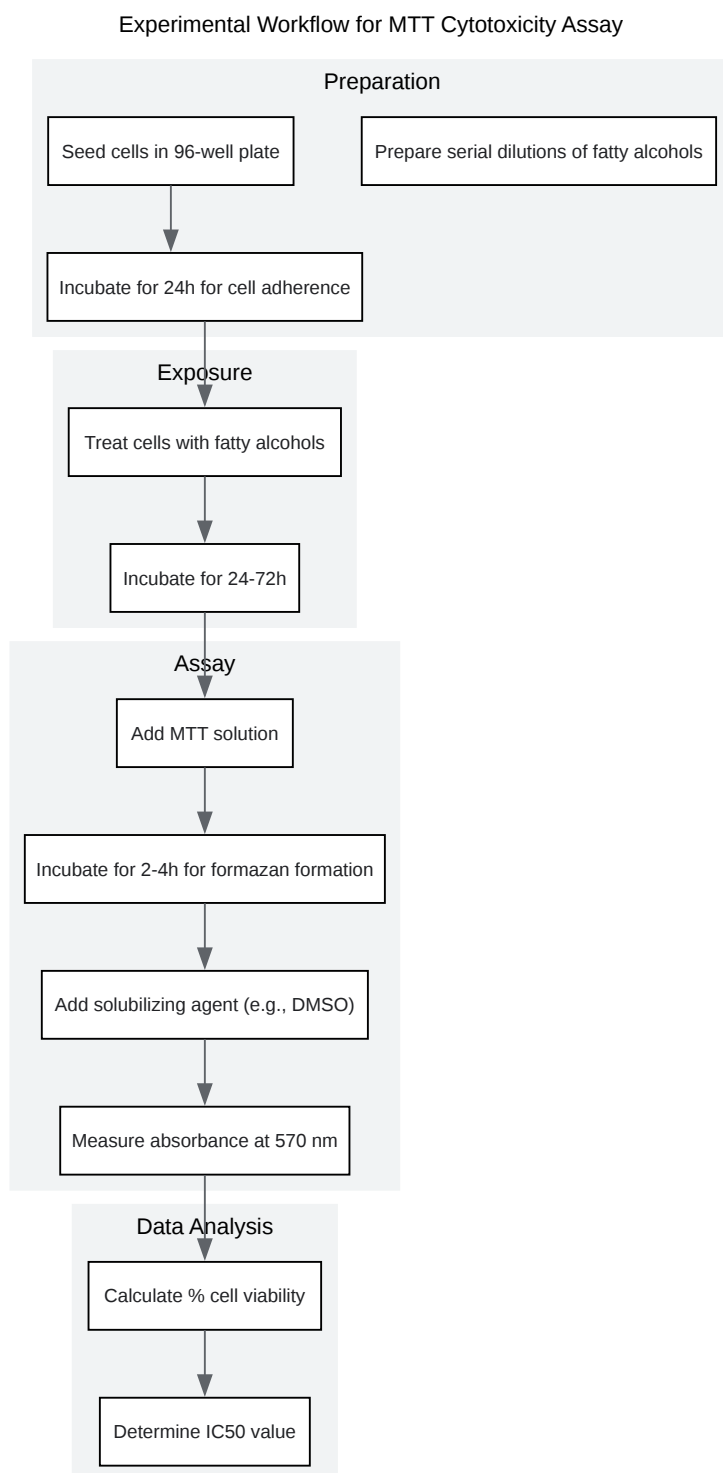 Experimental Workflow for MTT Cytotoxicity Assay
Preparation
Seed cells in 96-well plate
Prepare serial dilutions of fatty alcohols
Incubate for 24h for cell adherence
Exposure
Treat cells with fatty alcohols
Incubate for 24-72h
Assay
Add MTT solution
Incubate for 2-4h for formazan formation
Add solubilizing agent (e.g., DMSO)
Measure absorbance at 570 nm
Data Analysis
Calculate % cell viability
Determine IC50 value